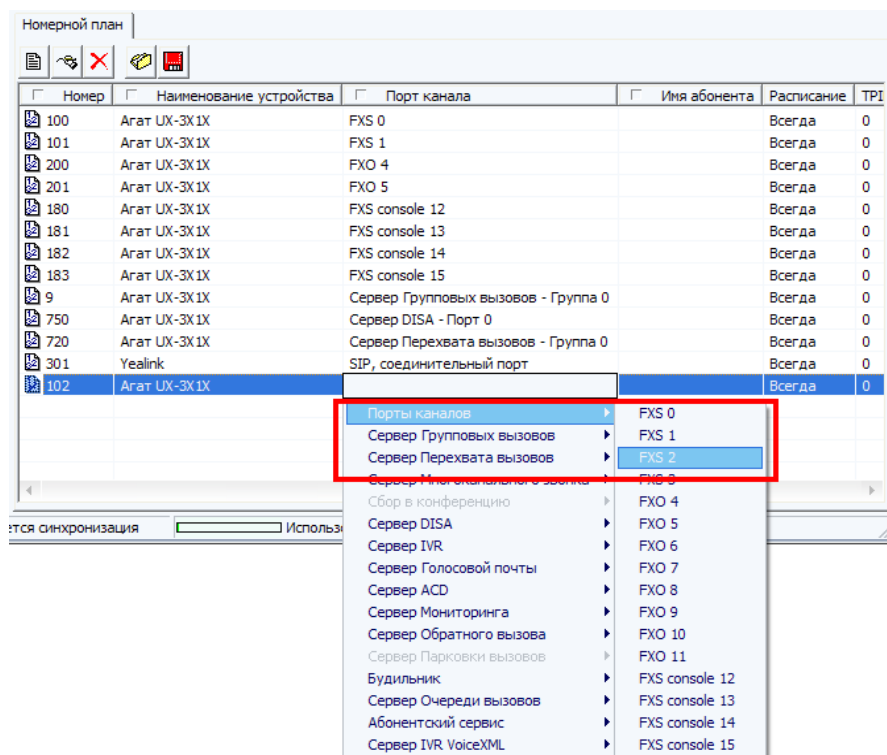 Номерной план
Номер Наименование устройства Порт канала Имя абонента Расписание TPI
100 Агат UX-3X1X FXS 0 Всегда 0
101 Агат UX-3X1X FXS 1 Всегда 0
200 Агат UX-3X1X FXO 4 Всегда 0
201 Агат UX-3X1X FXO 5 Всегда 0
180 Агат UX-3X1X FXS console 12 Всегда 0
181 Агат UX-3X1X FXS console 13 Всегда 0
182 Агат UX-3X1X FXS console 14 Всегда 0
183 Агат UX-3X1X FXS console 15 Всегда 0
9 Агат UX-3X1X Сервер Групповых вызовов - Группа 0 Всегда 0
750 Агат UX-3X1X Сервер DISA - Порт 0 Всегда 0
720 Агат UX-3X1X Сервер Перехвата вызовов - Группа 0 Всегда 0
301 Yealink SIP, соединительный порт Всегда 0
102 Агат UX-3X1X Всегда 0
Порты каналов FXS 0
Сервер Групповых вызовов FXS 1
Сервер Перехвата вызовов FXS 2
Сервер Многоканального звонка FXS 3
Сбор в конференцию FXO 4
ется синхронизация Использо Сервер DISA FXO 5
Сервер IVR FXO 6
Сервер Голосовой почты FXO 7
Сервер ACD FXO 8
Сервер Мониторинга FXO 9
Сервер Обратного вызова FXO 10
Сервер Парковки вызовов FXO 11
Будильник FXS console 12
Сервер Очереди вызовов FXS console 13
Абонентский сервис FXS console 14
Сервер IVR VoiceXML FXS console 15